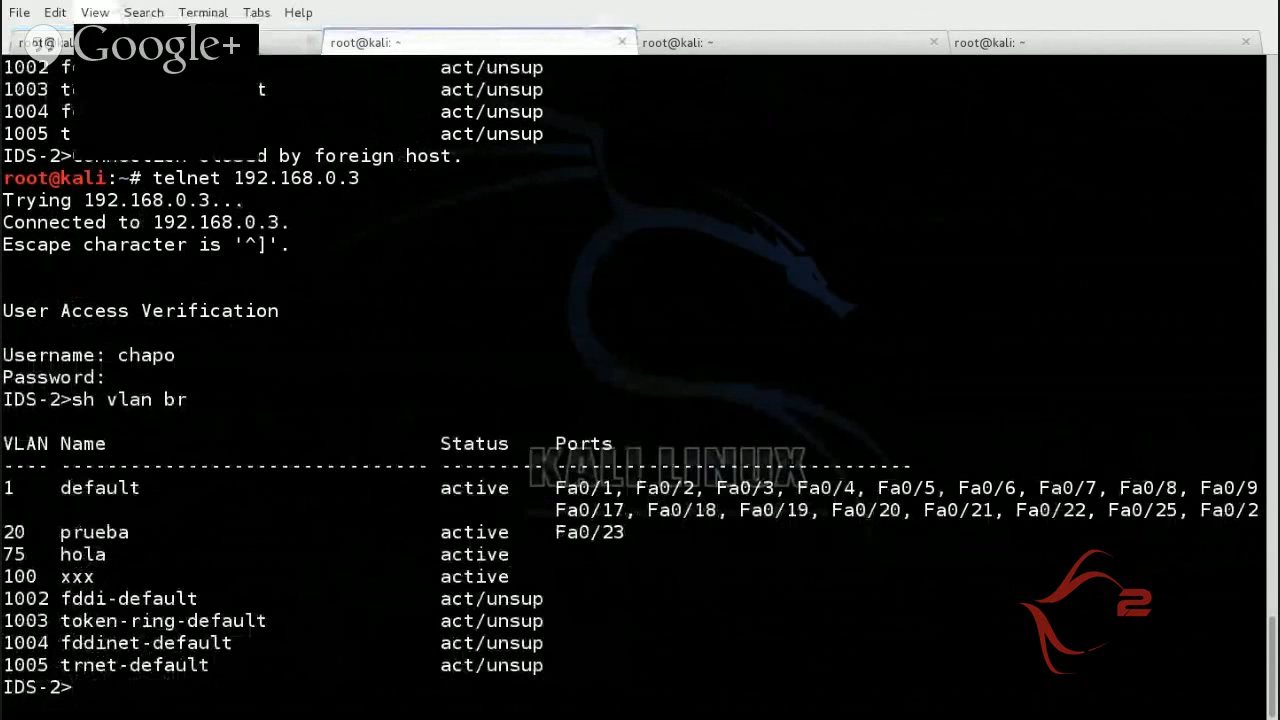 File Edit View Search Terminal Tabs Help
Google+
root@kali: ~
root@kali: ~
root@kali: ~
1002 act/unsup
1003 t act/unsup
1004 act/unsup
1005 t act/unsup
IDS-2>Connection closed by foreign host.
root@kali:~# telnet 192.168.0.3
Trying 192.168.0.3...
Connected to 192.168.0.3.
Escape character is '^]'.
User Access Verification
Username: chapo
Password:
IDS-2>sh vlan br
VLAN Name Status Ports
---- -------------------------------- --------- -------------------------------
1 default active Fa0/1, Fa0/2, Fa0/3, Fa0/4, Fa0/5, Fa0/6, Fa0/7, Fa0/8, Fa0/9
Fa0/17, Fa0/18, Fa0/19, Fa0/20, Fa0/21, Fa0/22, Fa0/25, Fa0/2
20 prueba active Fa0/23
75 hola active
100 xxx active
1002 fddi-default act/unsup
1003 token-ring-default act/unsup
1004 fddinet-default act/unsup
1005 trnet-default act/unsup
IDS-2>
KALI LINUX
2